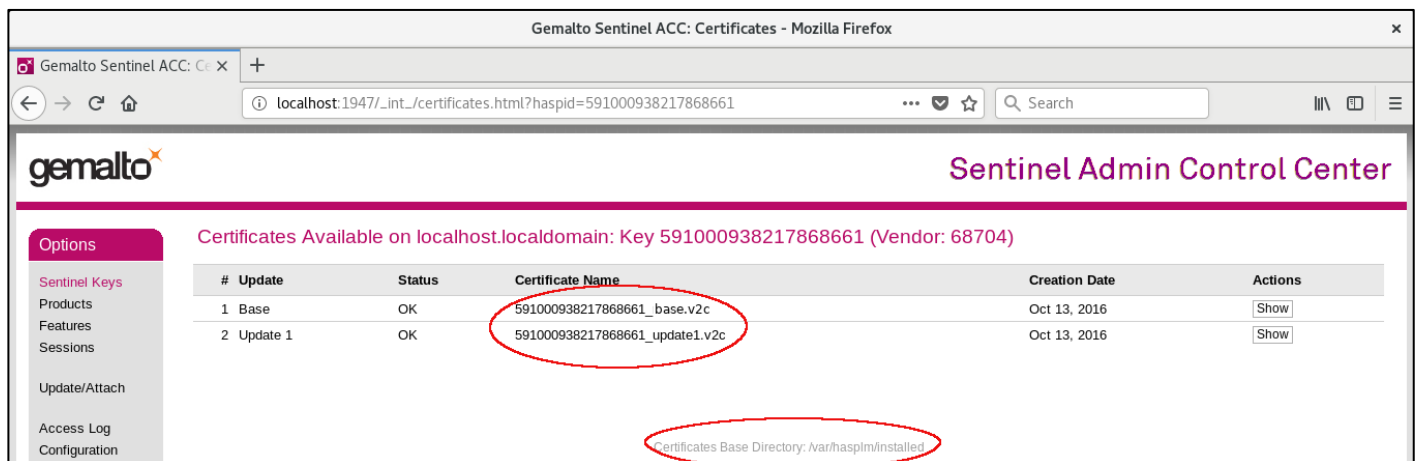 Gemalto Sentinel ACC: Certificates - Mozilla Firefox
Gemalto Sentinel ACC: Ce
localhost:1947/_int_/certificates.html?haspid=591000938217868661
Search
gemalto
Sentinel Admin Control Center
Options
Sentinel Keys
Products
Features
Sessions
Update/Attach
Access Log
Configuration
Certificates Available on localhost.localdomain: Key 591000938217868661 (Vendor: 68704)
# Update Status Certificate Name Creation Date Actions
1 Base OK 591000938217868661_base.v2c Oct 13, 2016 Show
2 Update 1 OK 591000938217868661_update1.v2c Oct 13, 2016 Show
Certificates Base Directory: /var/hasplm/installed